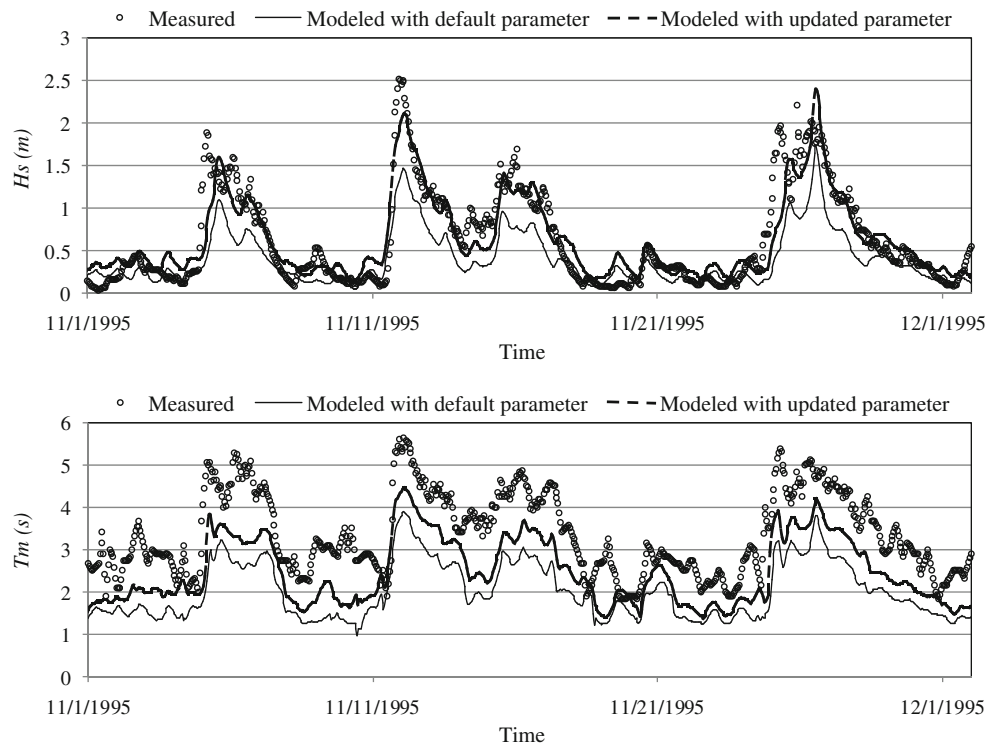 Measured Modeled with default parameter Modeled with updated parameter
3
2.5
2
1.5
1
0.5
0
Hs (m)
11/1/1995 11/11/1995 11/21/1995 12/1/1995
Time
Measured Modeled with default parameter Modeled with updated parameter
6
5
4
3
2
1
0
Tm (s)
11/1/1995 11/11/1995 11/21/1995 12/1/1995
Time